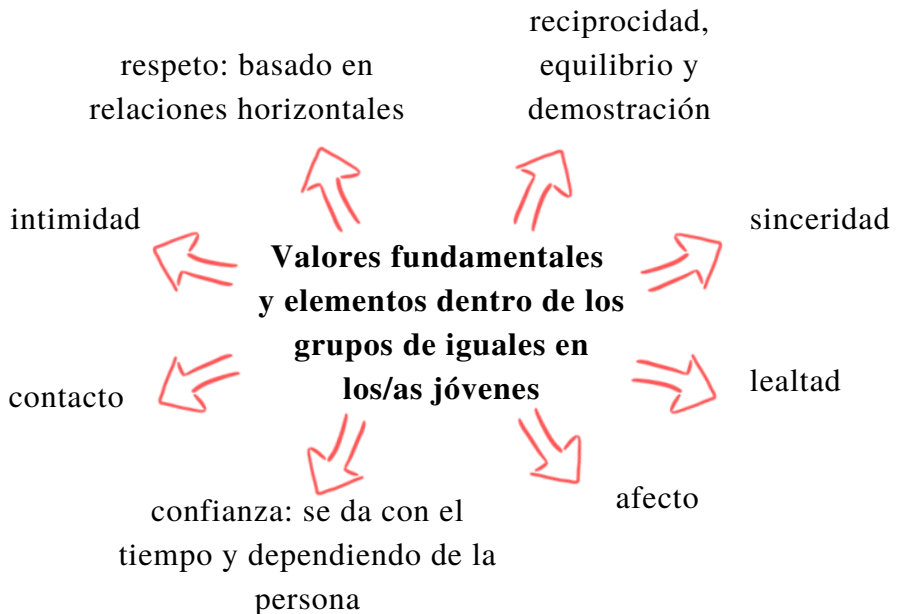 respeto: basado en
relaciones horizontales
reciprocidad,
equilibrio y
demostración
intimidad
sinceridad
Valores fundamentales
y elementos dentro de los
grupos de iguales en
los/as jóvenes
contacto
lealtad
confianza: se da con el
tiempo y dependiendo de la
persona
afecto